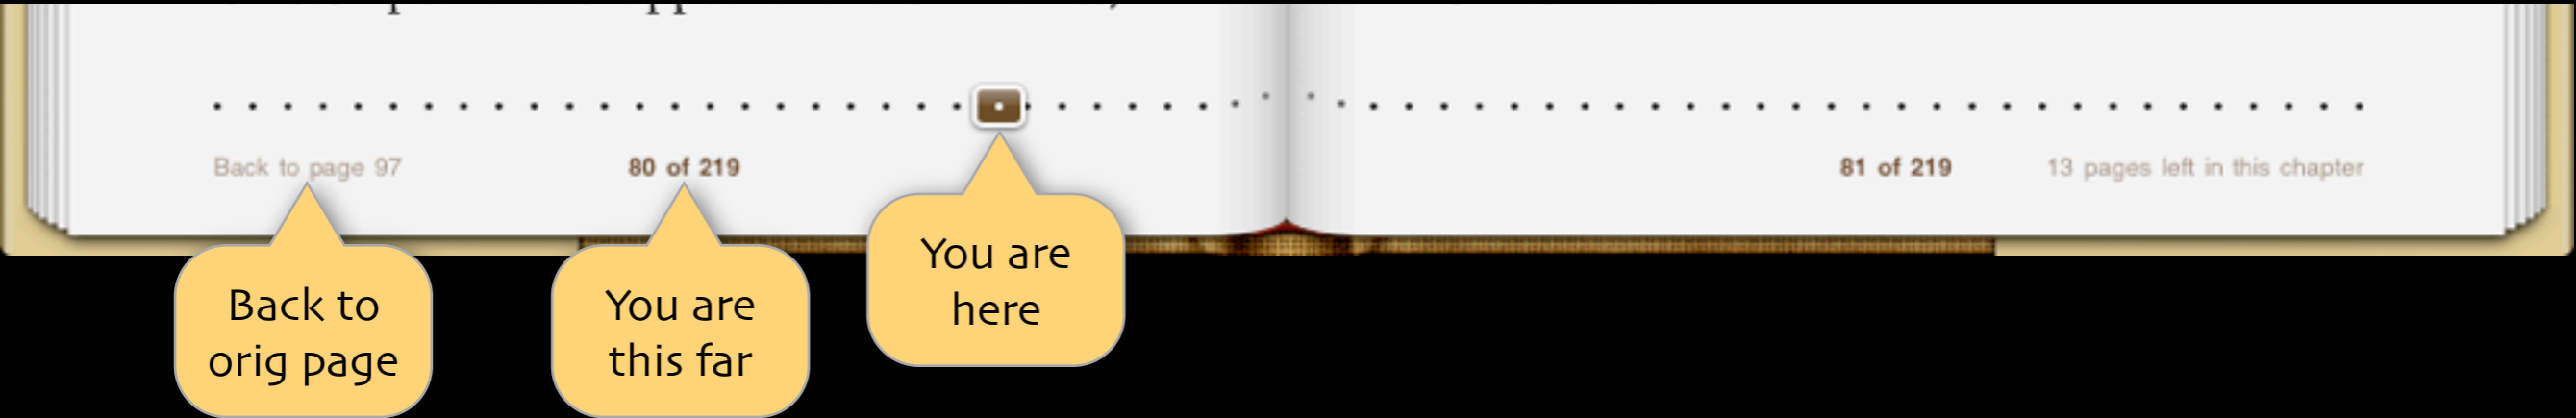 Back to page 97
80 of 219
81 of 219
13 pages left in this chapter
Back to
orig page
You are
this far
You are
here